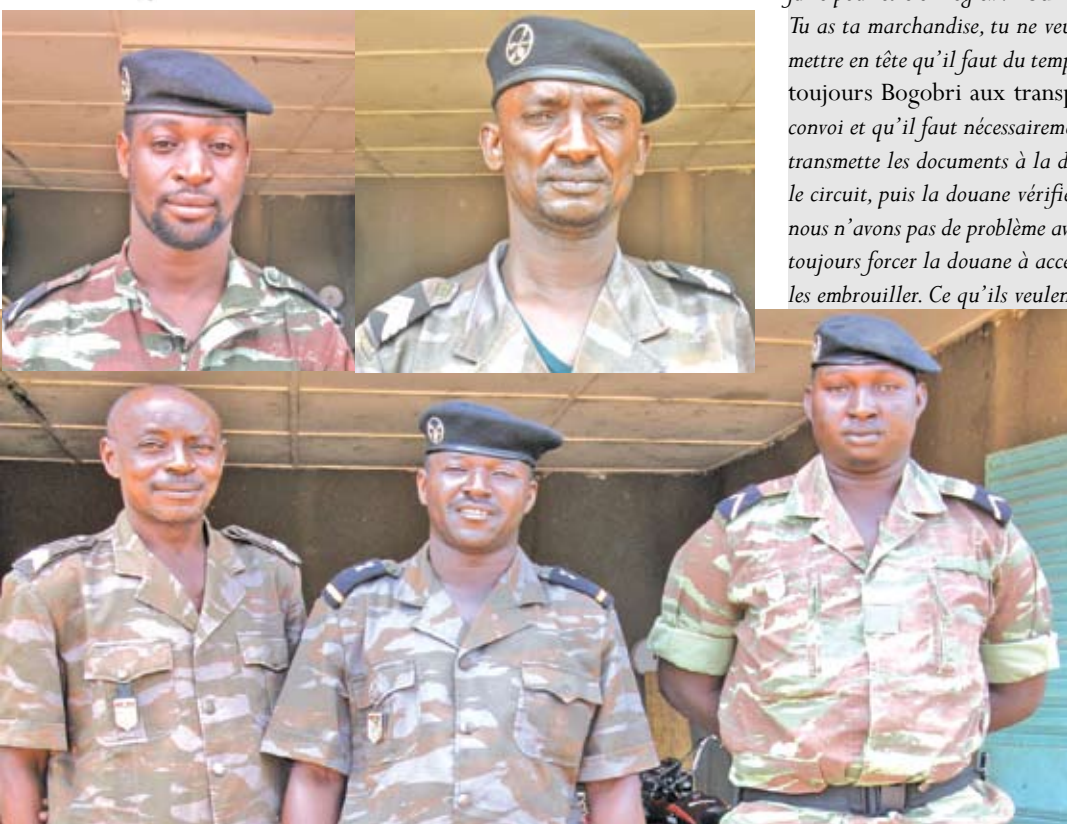 Tu as ta marchandise, tu ne veu
mettre en tête qu'il faut du temp
toujours Bogobri aux transp
convoi et qu'il faut nécessairem
transmette les documents à la d
le circuit, puis la douane vérifie
nous n'avons pas de problème av
toujours forcer la douane à acce
les embrouiller. Ce qu'ils veulen